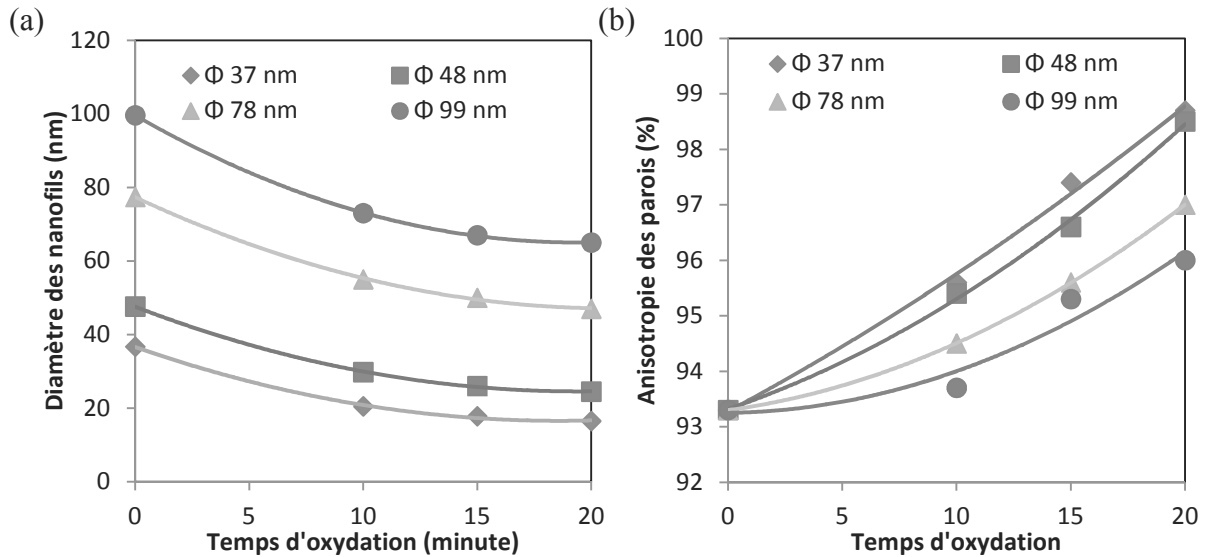 (a)
Diamètre des nanofils (nm)
120
100
80
60
40
20
0
Φ 37 nm
Φ 48 nm
Φ 78 nm
Φ 99 nm
0 5 10 15 20
Temps d'oxydation (minute)
(b)
Anisotropie des parois (%)
100
99
98
97
96
95
94
93
92
Φ 37 nm
Φ 48 nm
Φ 78 nm
Φ 99 nm
0 5 10 15 20
Temps d'oxydation